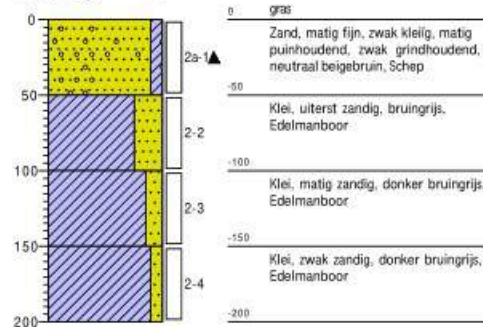 0
50
100
150
200
2a-1▲
2-2
2-3
2-4
0
gras
Zand, matig fijn, zwak kleiïg, matig
puinhoudend, zwak grindhoudend,
neutraal beigebruin, Schep
-50
Klei, uiterst zandig, bruingrijs,
Edelmanboor
-100
Klei, matig zandig, donker bruingrijs,
Edelmanboor
-150
Klei, zwak zandig, donker bruingrijs,
Edelmanboor
-200